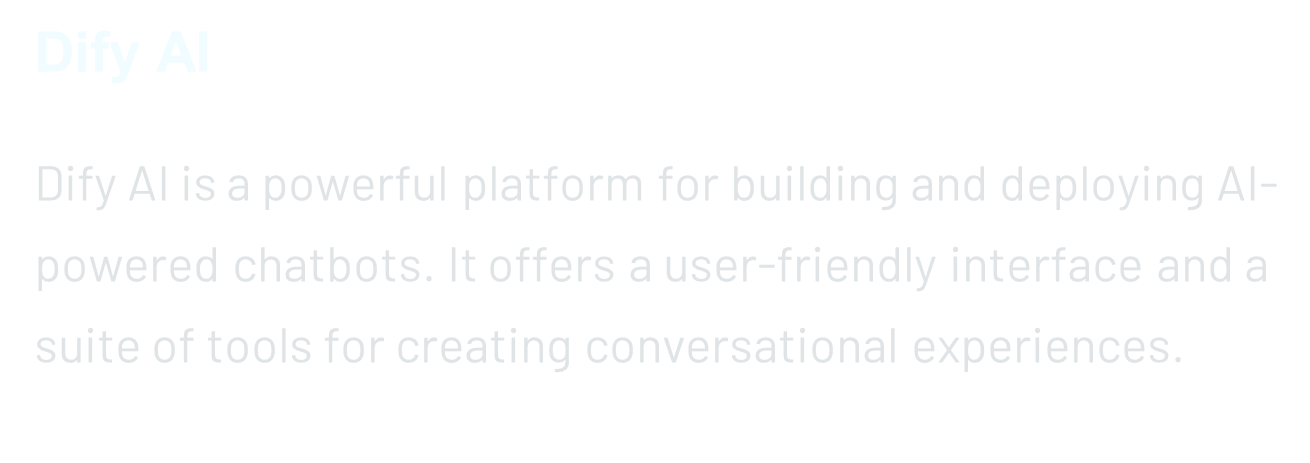 Dify AI
Dify AI is a powerful platform for building and deploying AI-
powered chatbots. It offers a user-friendly interface and a
suite of tools for creating conversational experiences.